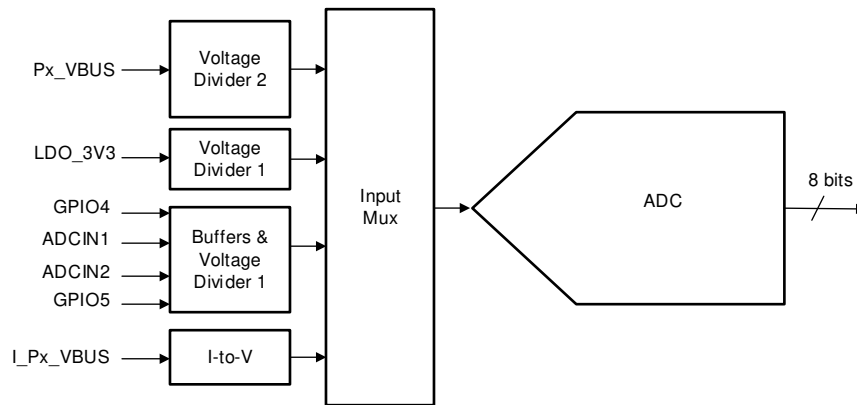 Px_VBUS
Voltage
Divider 2
LDO_3V3
Voltage
Divider 1
GPIO4
ADCIN1
ADCIN2
GPIO5
Buffers &
Voltage
Divider 1
I_Px_VBUS
I-to-V
Input
Mux
ADC
8 bits